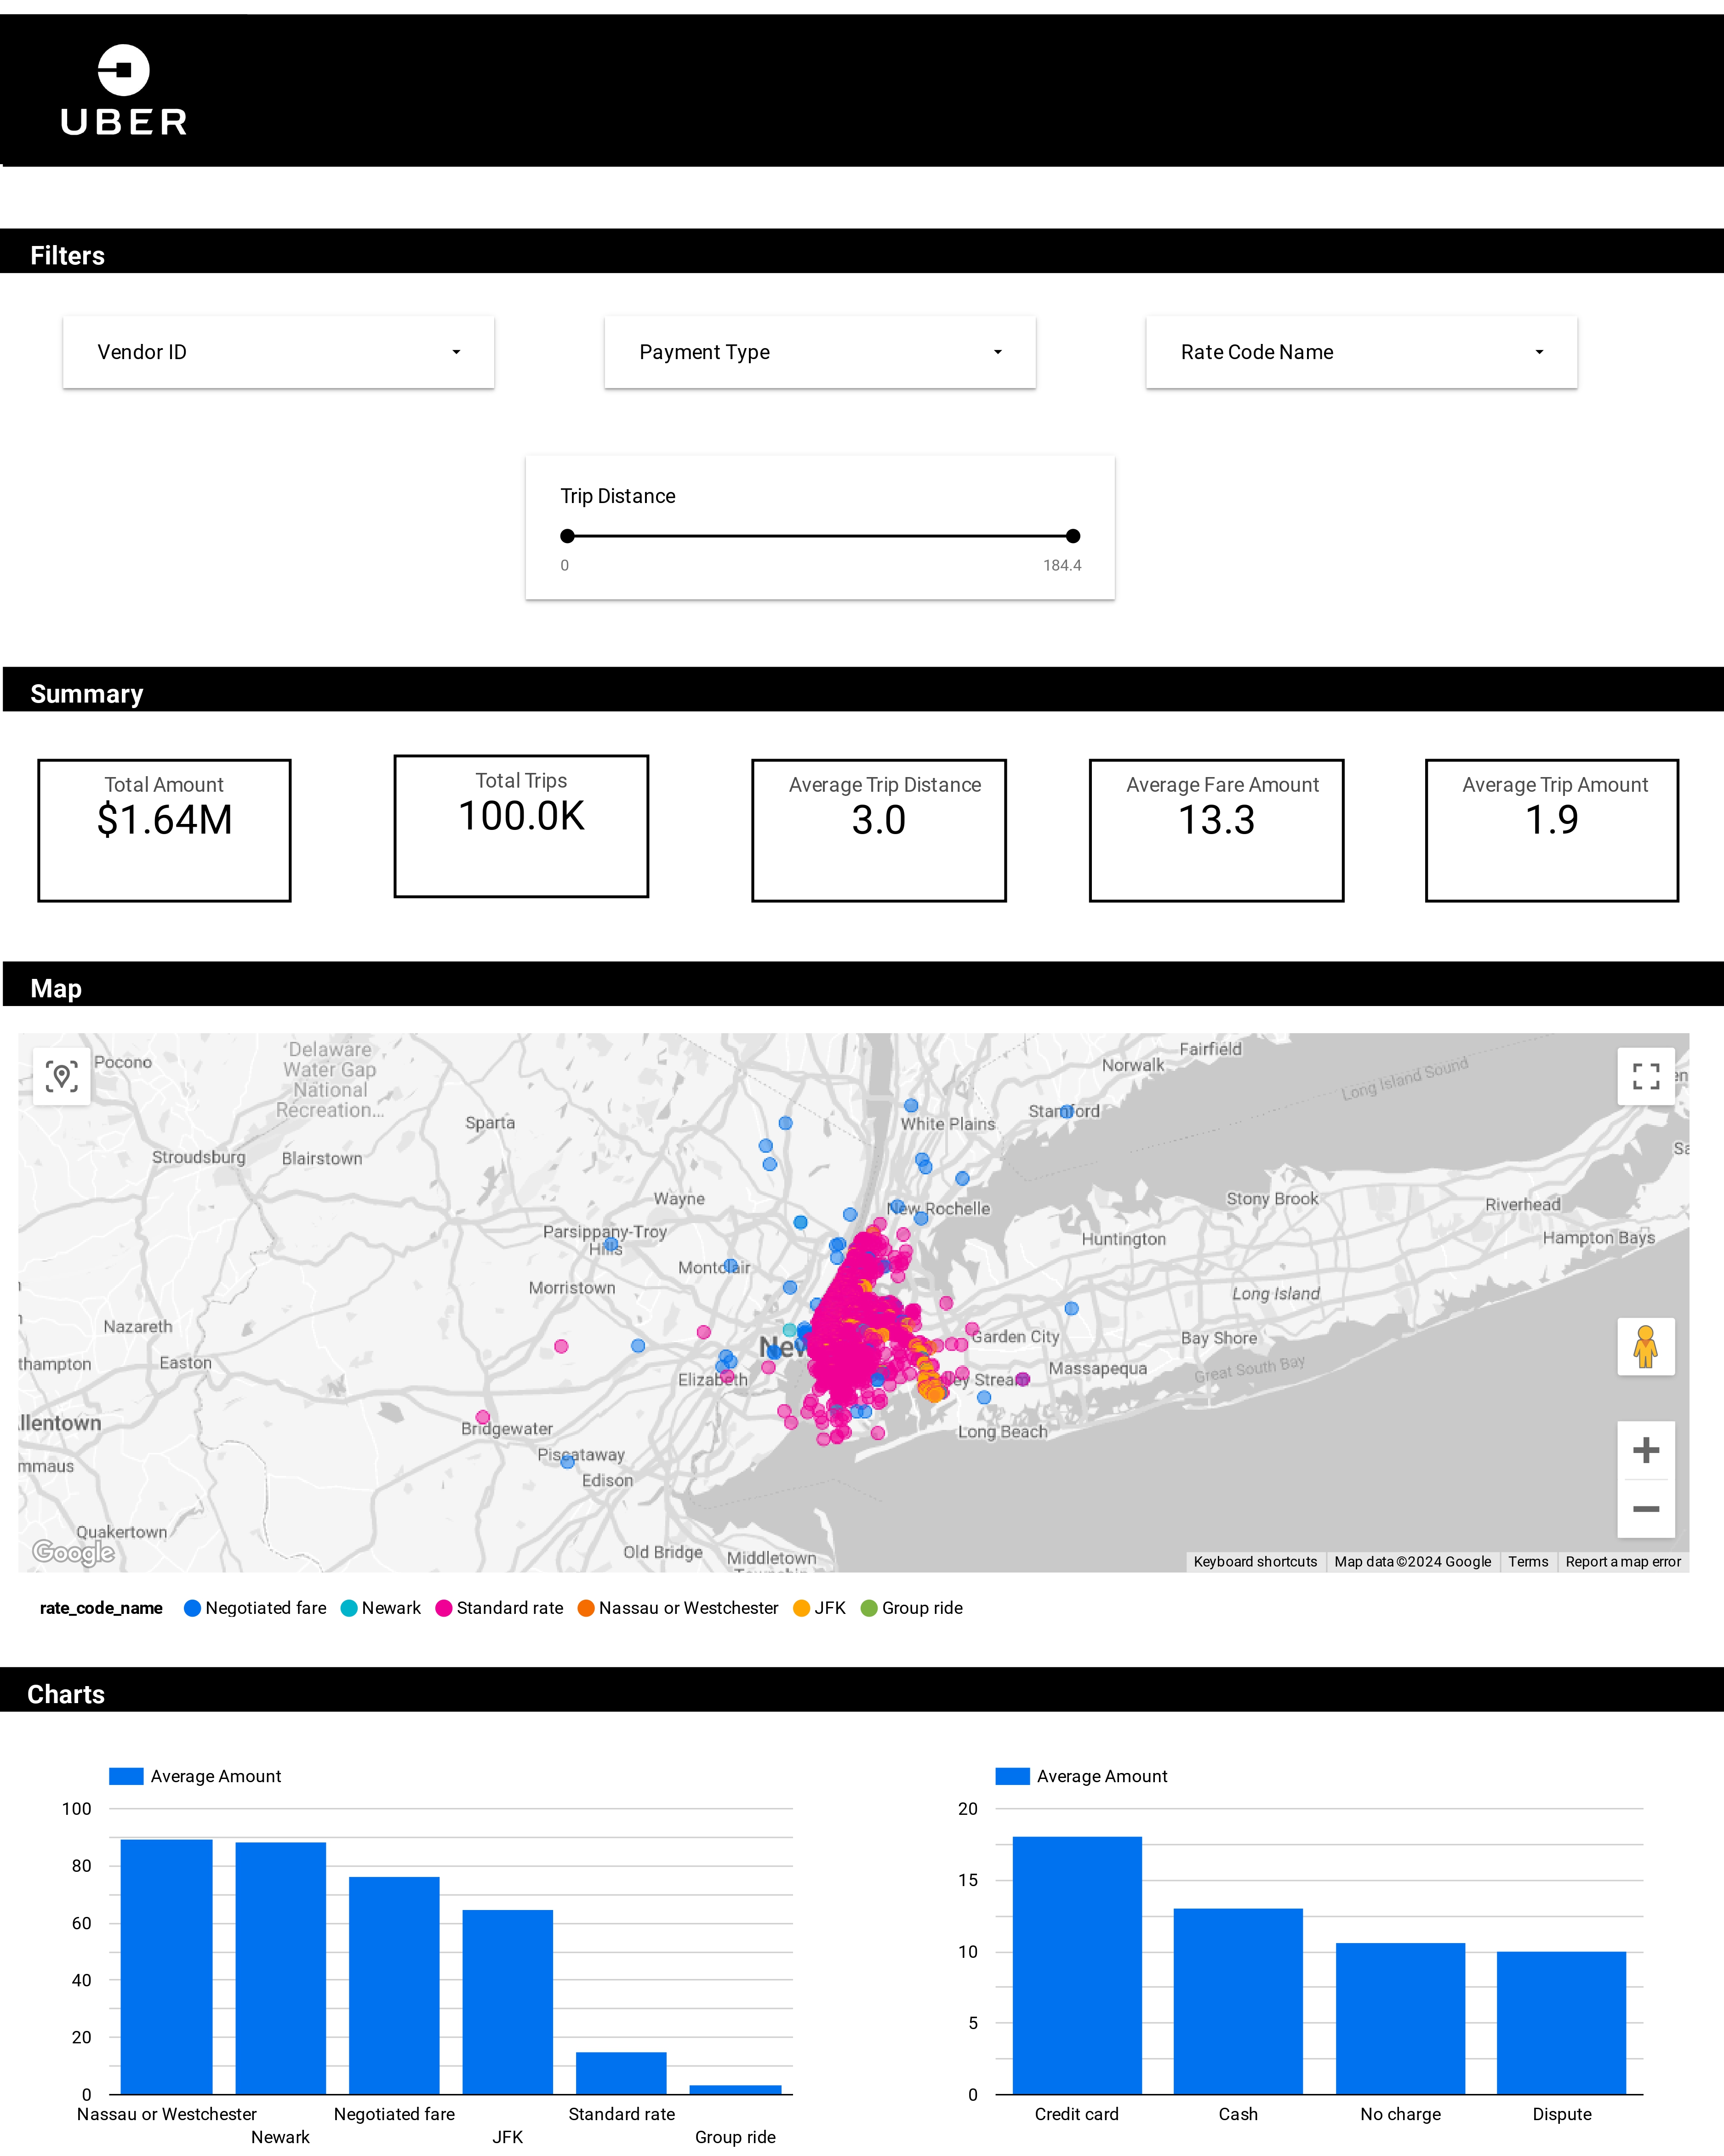 UBER
Filters
Vendor ID
Payment Type
Rate Code Name
Trip Distance
0
184.4
Summary
Total Amount
$1.64M
Total Trips
100.0K
Average Trip Distance
3.0
Average Fare Amount
13.3
Average Trip Amount
1.9
Map
Pocono
Delaware
Water Gap
National
Recreation...
Fairfield
Norwalk
Long Island Sound
Sparta
White Plains
Stamford
Stroudsburg
Blairstown
Wayne
New Rochelle
Stony Brook
Riverhead
Parsippany-Troy
Hills
Huntington
Hampton Bays
Montclair
Morristown
Long Island
Nazareth
Garden City
Bay Shore
thampton
Easton
Massapequa
Great South Bay
Elizabeth
ey Stream
llentown
Bridgewater
Long Beach
Piscataway
mmaus
Edison
Quakertown
Old Bridge
Middletown
Google
Keyboard shortcuts
Map data ©2024 Google
Terms
Report a map error
rate_code_name
Negotiated fare
Newark
Standard rate
Nassau or Westchester
JFK
Group ride
Charts
Average Amount
100
80
60
40
20
0
Nassau or Westchester
Newark
Negotiated fare
JFK
Standard rate
Group ride
Average Amount
20
15
10
5
0
Credit card
Cash
No charge
Dispute